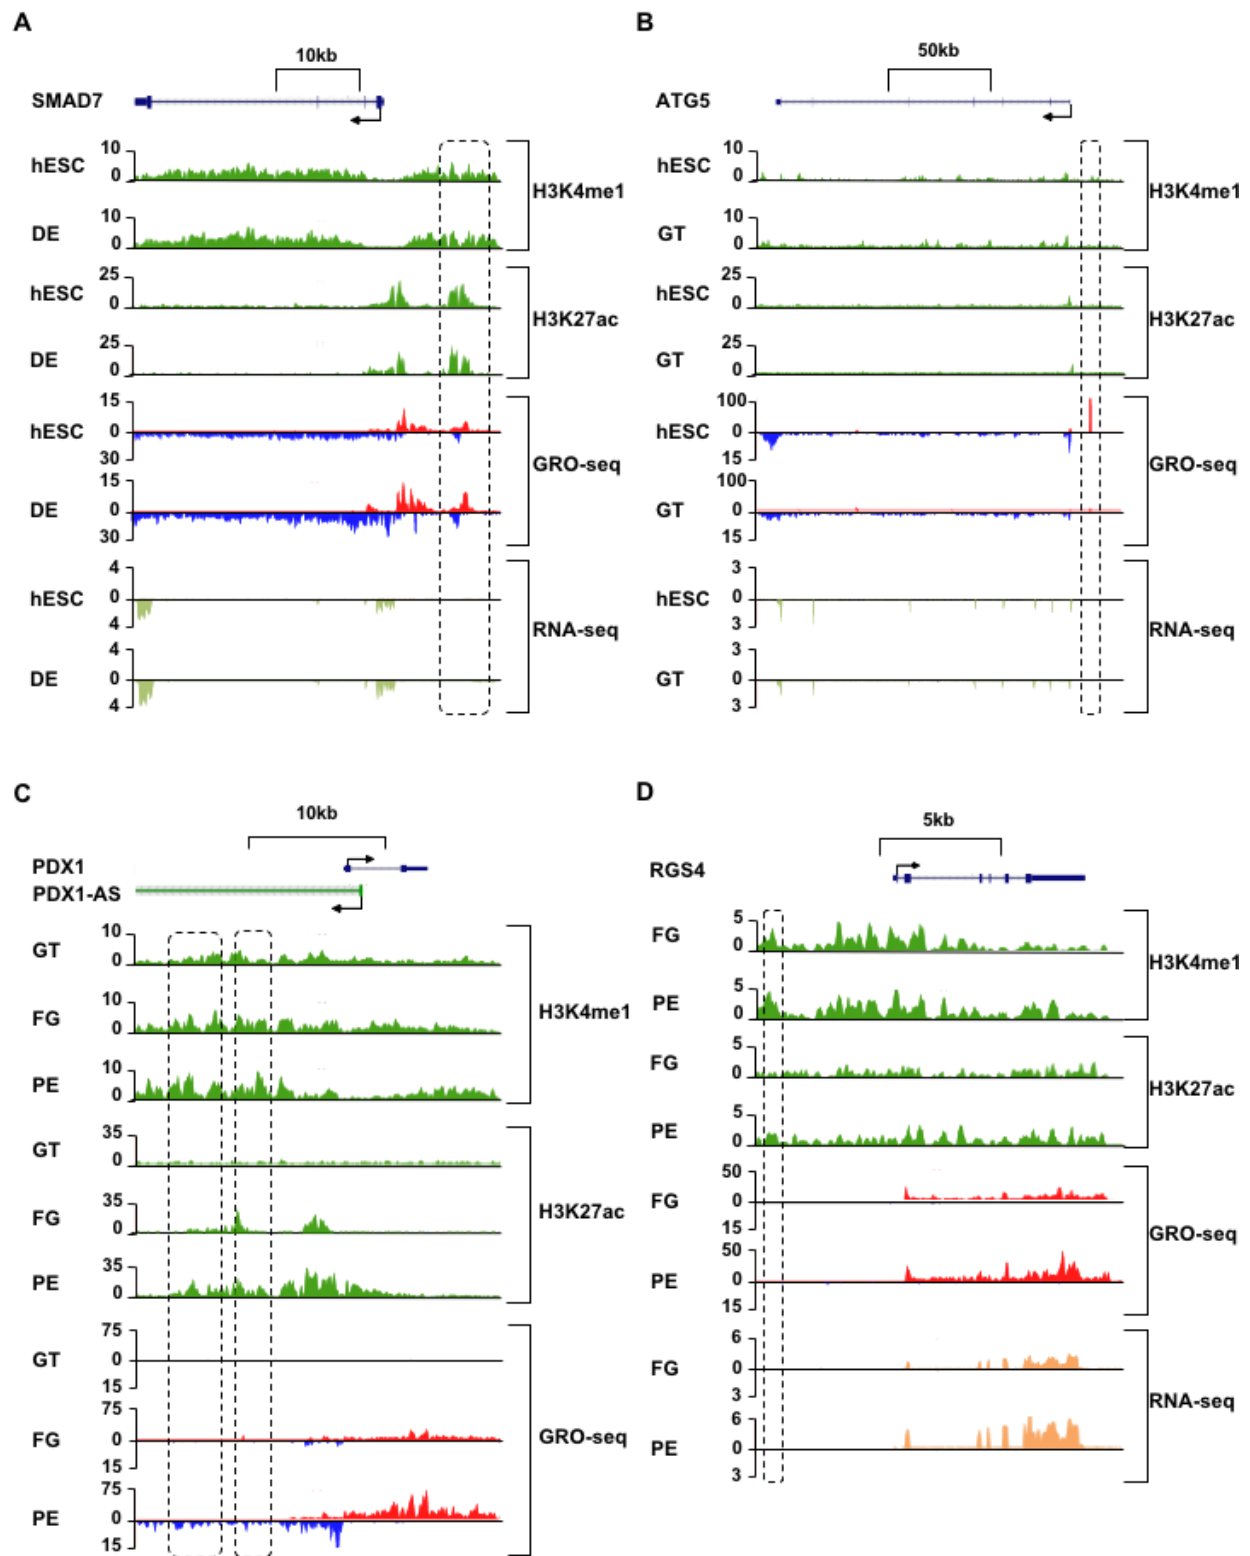 A
10kb
SMAD7
hESC 10 0
DE 10 0
H3K4me1
hESC 25 0
DE 25 0
H3K27ac
hESC 15 0 30
DE 15 0 30
GRO-seq
hESC 4 0 4
DE 4 0 4
RNA-seq
B
50kb
ATG5
hESC 10 0
GT 10 0
H3K4me1
hESC 25 0
GT 25 0
H3K27ac
hESC 100 0 15
GT 100 0 15
GRO-seq
hESC 3 0 3
GT 3 0 3
RNA-seq
C
10kb
PDX1
PDX1-AS
GT 10 0
FG 10 0
PE 10 0
H3K4me1
GT 35 0
FG 35 0
PE 35 0
H3K27ac
GT 75 0 15
FG 75 0 15
PE 75 0 15
GRO-seq
D
5kb
RGS4
FG 5 0
PE 5 0
H3K4me1
FG 5 0
PE 5 0
H3K27ac
FG 50 0 15
PE 50 0 15
GRO-seq
FG 6 0 3
PE 6 0 3
RNA-seq